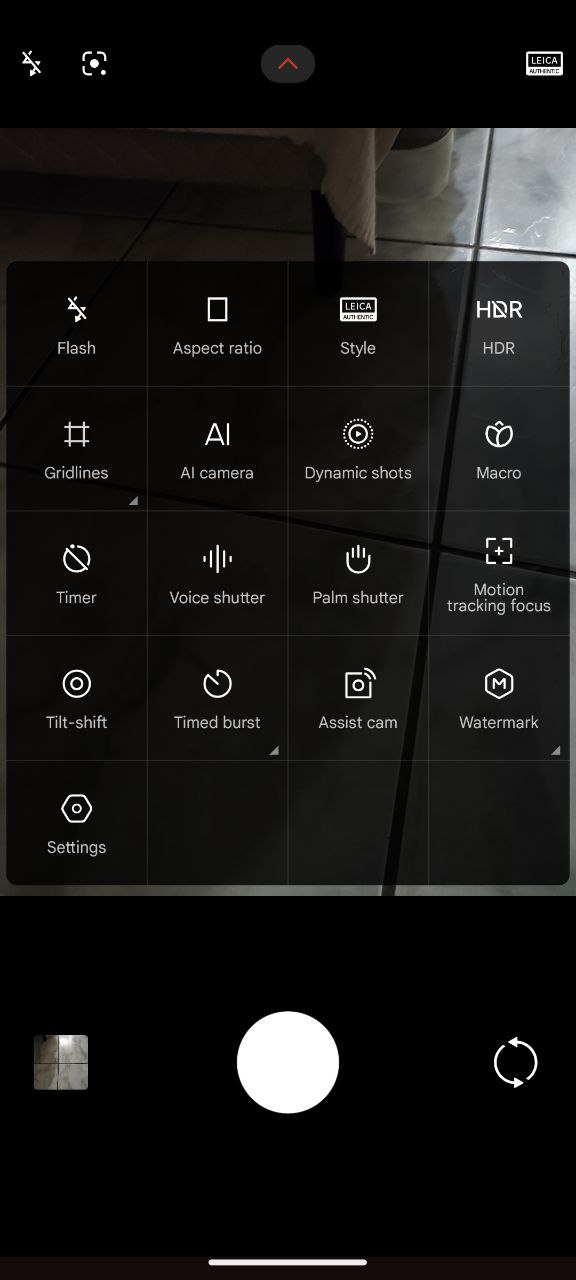 LEICA
AUTHENTIC
LEICA
AUTHENTIC
HDR
Flash
Aspect ratio
Style
HDR
AI
Gridlines
AI camera
Dynamic shots
Macro
Timer
Voice shutter
Palm shutter
Motion
tracking focus
M
Tilt-shift
Timed burst
Assist cam
Watermark
Settings